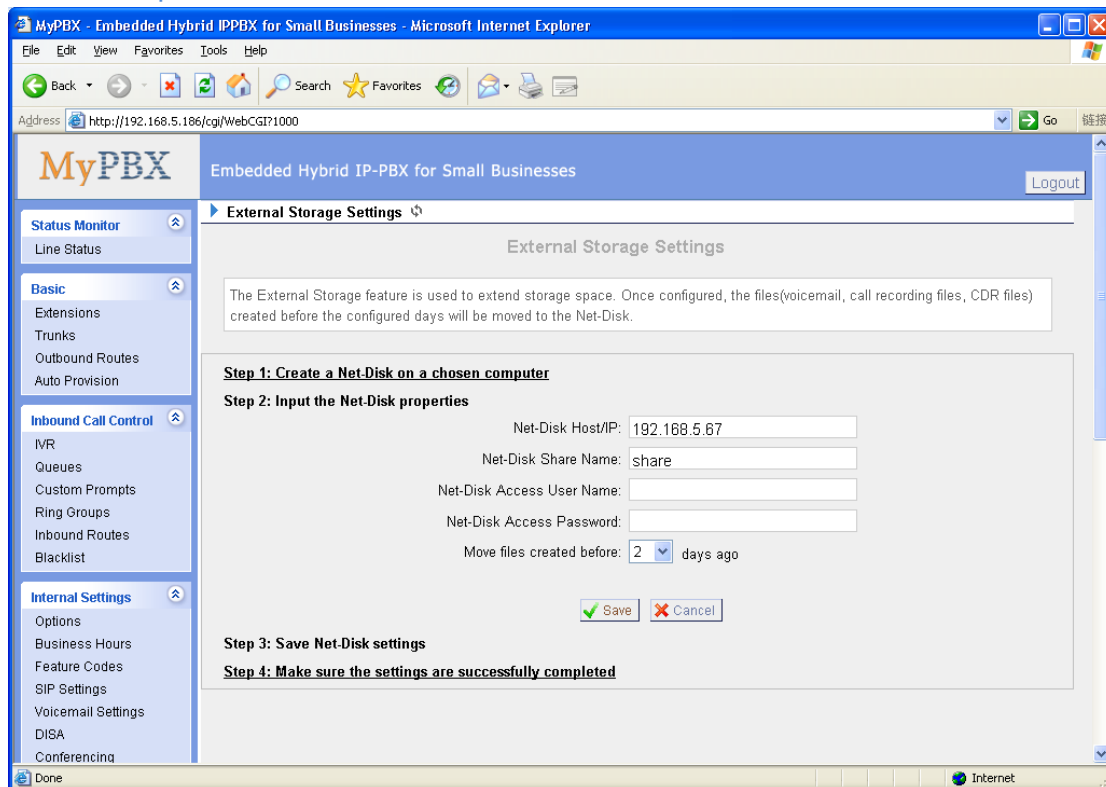 MyPBX - Embedded Hybrid IPPBX for Small Businesses - Microsoft Internet Explorer
File Edit View Favorites Tools Help
Back Search Favorites
Address http://192.168.5.186/cgi/WebCGI?1000 Go 链接
MyPBX
Embedded Hybrid IP-PBX for Small Businesses
Logout
Status Monitor
Line Status
Basic
Extensions
Trunks
Outbound Routes
Auto Provision
Inbound Call Control
IVR
Queues
Custom Prompts
Ring Groups
Inbound Routes
Blacklist
Internal Settings
Options
Business Hours
Feature Codes
SIP Settings
Voicemail Settings
DISA
Conferencing
External Storage Settings
External Storage Settings
The External Storage feature is used to extend storage space. Once configured, the files(voicemail, call recording files, CDR files)
created before the configured days will be moved to the Net-Disk.
Step 1: Create a Net-Disk on a chosen computer
Step 2: Input the Net-Disk properties
Net-Disk Host/IP: 192.168.5.67
Net-Disk Share Name: share
Net-Disk Access User Name:
Net-Disk Access Password:
Move files created before: 2 days ago
Save Cancel
Step 3: Save Net-Disk settings
Step 4: Make sure the settings are successfully completed
Done Internet